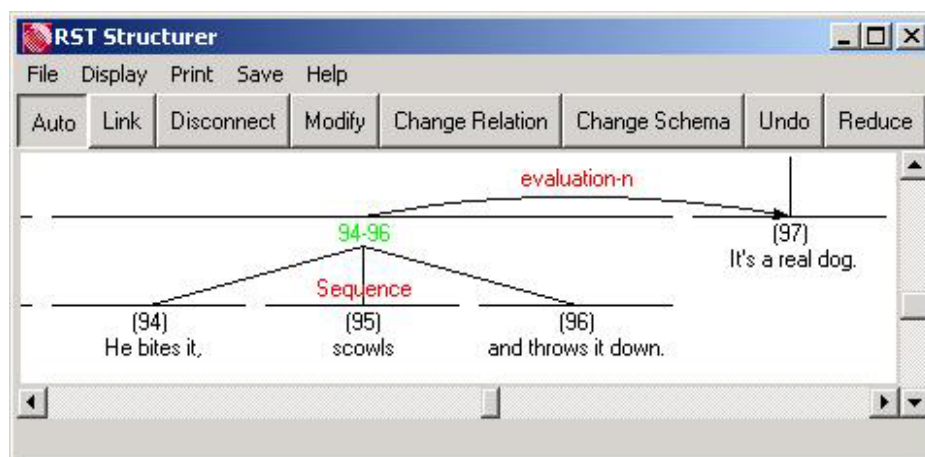 RST Structurer
File Display Print Save Help
Auto Link Disconnect Modify Change Relation Change Schema Undo Reduce
evaluation-n
94-96
(97)
It's a real dog.
Sequence
(94) (95) (96)
He bites it, scowls and throws it down.